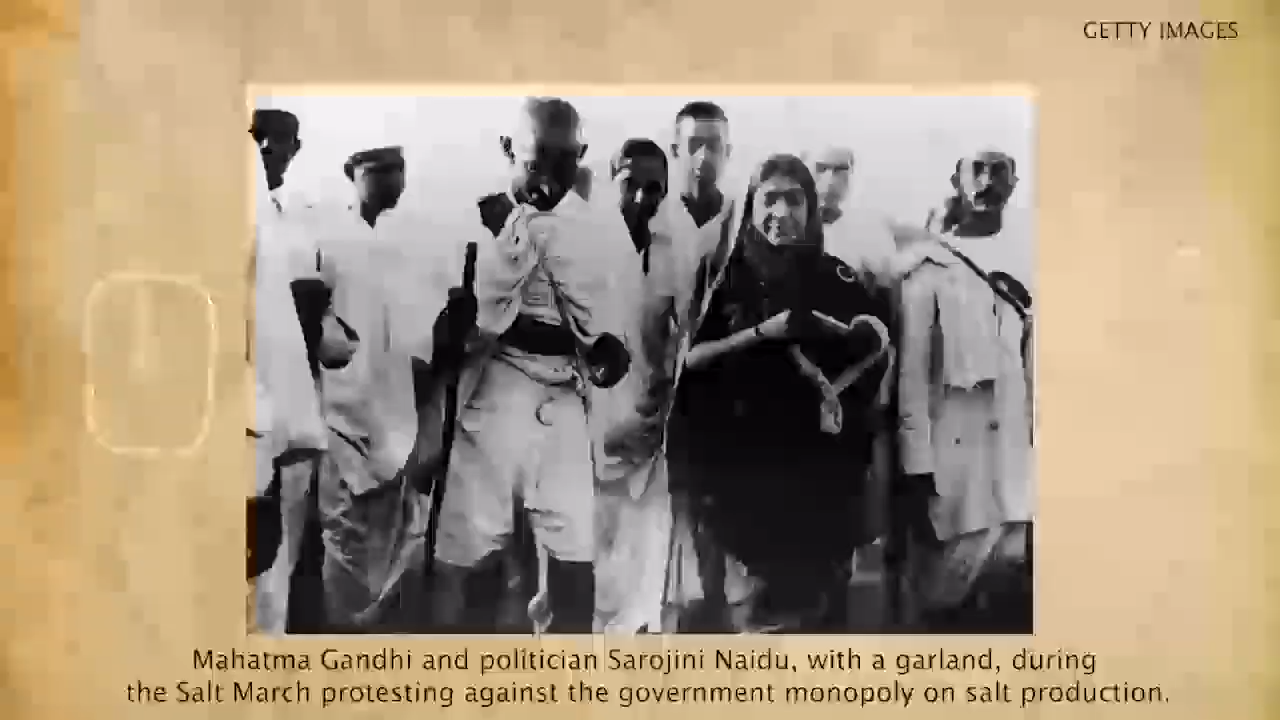 GETTY IMAGES
Mahatma Gandhi and politician Sarojini Naidu, with a garland, during
the Salt March protesting against the government monopoly on salt production.